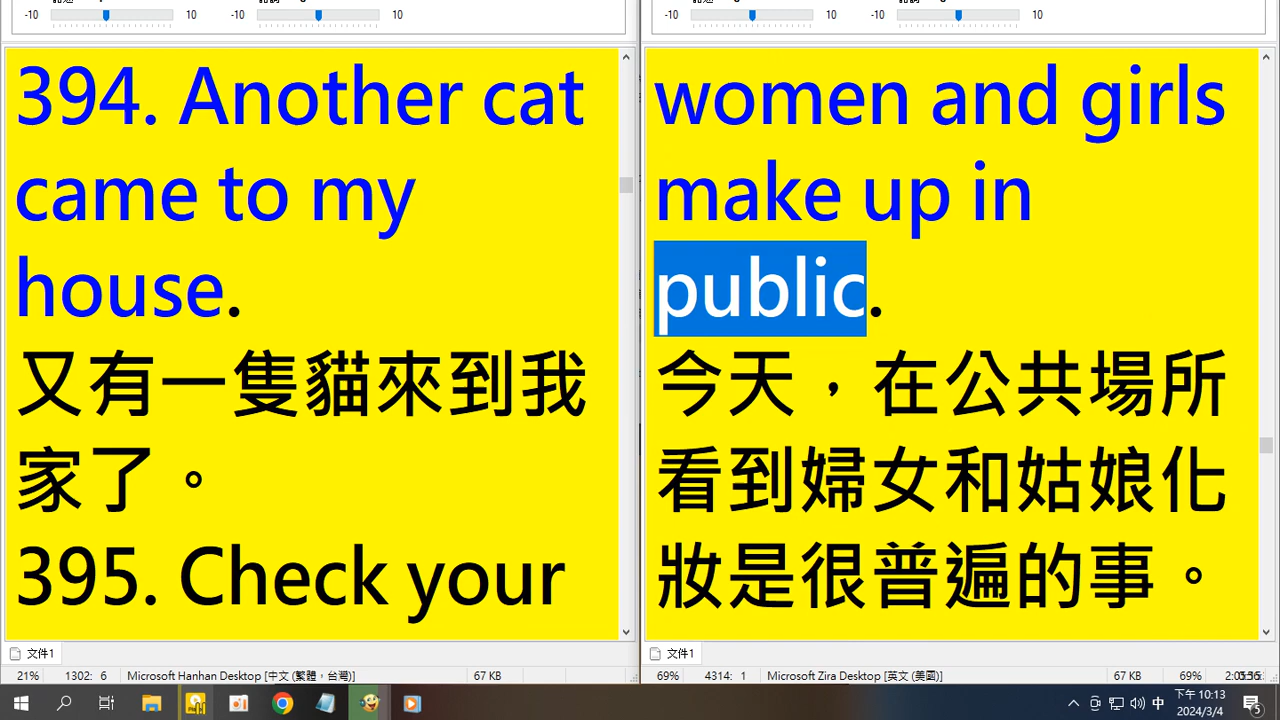 -10
10
-10
10
-10
10
-10
10
394. Another cat
came to my
house.
又有一隻貓來到我
家了。
395. Check your
women and girls
make up in
public.
今天，在公共場所
看到婦女和姑娘化
妝是很普遍的事。
文件1
文件1
21%
1302: 6
Microsoft Hanhan Desktop [中文 (繁體，台灣)]
67 KB
69%
4314: 1
Microsoft Zira Desktop [英文 (美國)]
67 KB
69%
中
下午 10:13
2024/3/4
5